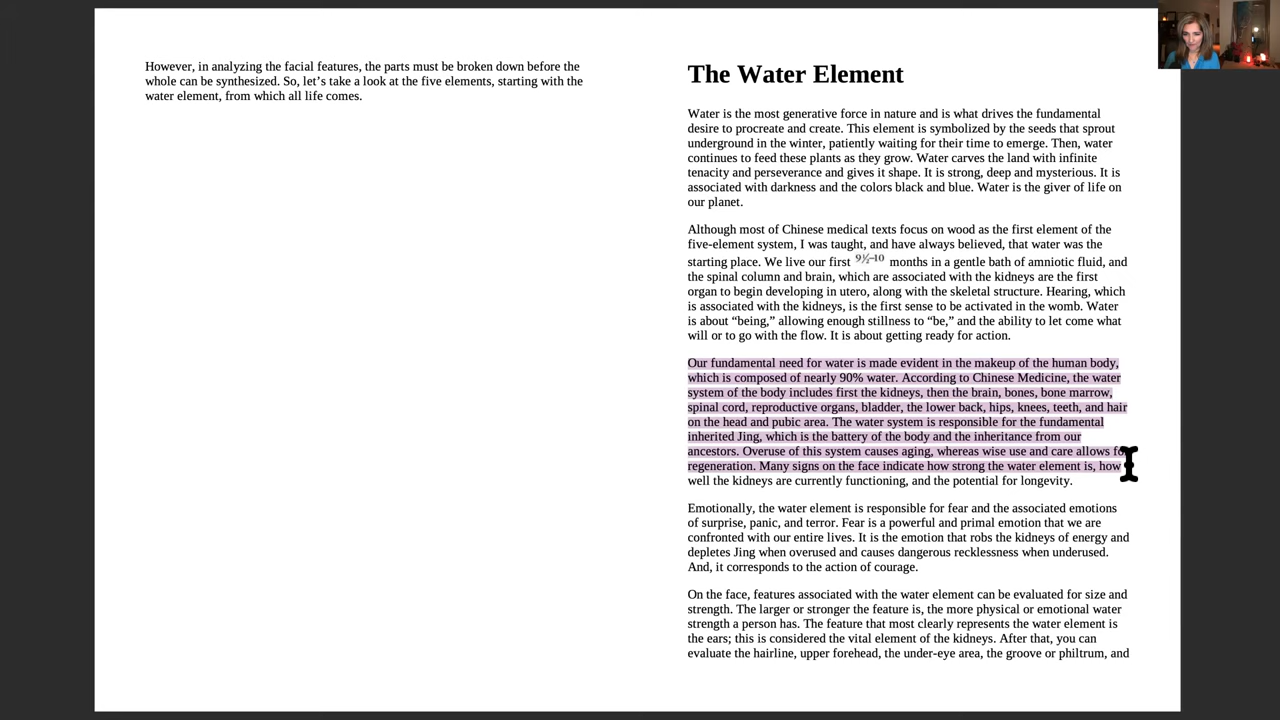 However, in analyzing the facial features, the parts must be broken down before the
whole can be synthesized. So, let’s take a look at the five elements, starting with the
water element, from which all life comes.
The Water Element
Water is the most generative force in nature and is what drives the fundamental
desire to procreate and create. This element is symbolized by the seeds that sprout
underground in the winter, patiently waiting for their time to emerge. Then, water
continues to feed these plants as they grow. Water carves the land with infinite
tenacity and perseverance and gives it shape. It is strong, deep and mysterious. It is
associated with darkness and the colors black and blue. Water is the giver of life on
our planet.
Although most of Chinese medical texts focus on wood as the first element of the
five-element system, I was taught, and have always believed, that water was the
starting place. We live our first 9½–10 months in a gentle bath of amniotic fluid, and
the spinal column and brain, which are associated with the kidneys are the first
organ to begin developing in utero, along with the skeletal structure. Hearing, which
is associated with the kidneys, is the first sense to be activated in the womb. Water
is about “being,” allowing enough stillness to “be,” and the ability to let come what
will or to go with the flow. It is about getting ready for action.
Our fundamental need for water is made evident in the makeup of the human body,
which is composed of nearly 90% water. According to Chinese Medicine, the water
system of the body includes first the kidneys, then the brain, bones, bone marrow,
spinal cord, reproductive organs, bladder, the lower back, hips, knees, teeth, and hair
on the head and pubic area. The water system is responsible for the fundamental
inherited Jing, which is the battery of the body and the inheritance from our
ancestors. Overuse of this system causes aging, whereas wise use and care allows for
regeneration. Many signs on the face indicate how strong the water element is, how
well the kidneys are currently functioning, and the potential for longevity.
Emotionally, the water element is responsible for fear and the associated emotions
of surprise, panic, and terror. Fear is a powerful and primal emotion that we are
confronted with our entire lives. It is the emotion that robs the kidneys of energy and
depletes Jing when overused and causes dangerous recklessness when underused.
And, it corresponds to the action of courage.
On the face, features associated with the water element can be evaluated for size and
strength. The larger or stronger the feature is, the more physical or emotional water
strength a person has. The feature that most clearly represents the water element is
the ears; this is considered the vital element of the kidneys. After that, you can
evaluate the hairline, upper forehead, the under-eye area, the groove or philtrum, and